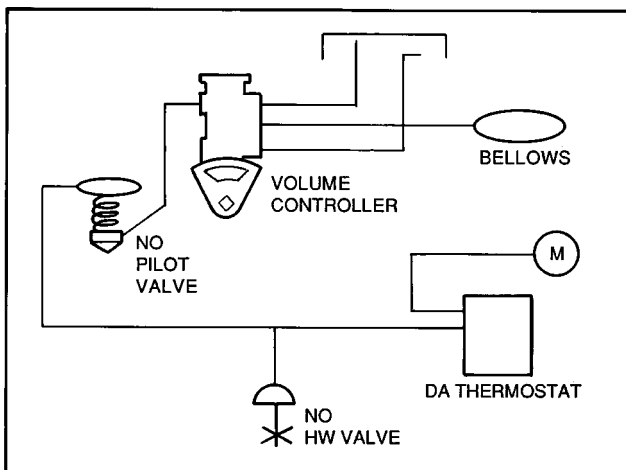 BELLOWS
VOLUME
CONTROLLER
NO
PILOT
VALVE
M
DA THERMOSTAT
NO
HW VALVE